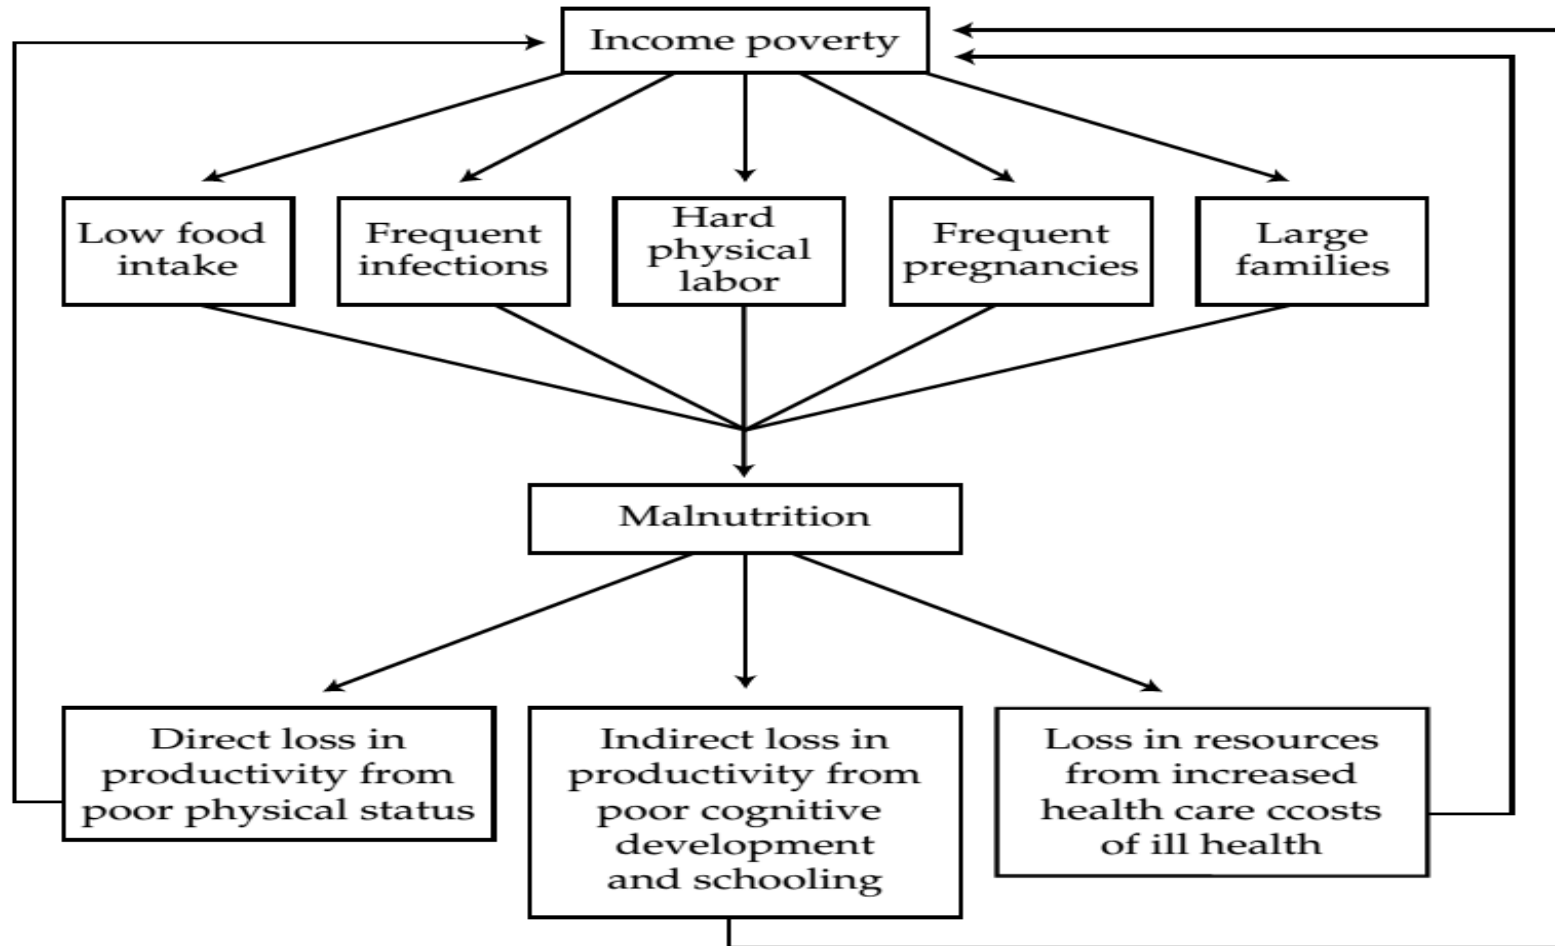 Income poverty
Low food
intake
Frequent
infections
Hard
physical
labor
Frequent
pregnancies
Large
families
Malnutrition
Direct loss in
productivity from
poor physical status
Indirect loss in
productivity from
poor cognitive
development
and schooling
Loss in resources
from increased
health care ccosts
of ill health